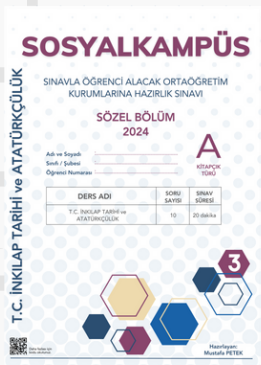 SOSYALKAMPÜS
SINAVLA ÖĞRENCİ ALACAK ORTAÖĞRETİM
KURUMLARINA HAZIRLIK SINAVI
SÖZEL BÖLÜM
2024
Adı ve Soyadı
Sınıfı / Şubesi
Öğrenci Numarası
A
KİTAPÇIK
TÜRÜ
DERS ADI
SORU
SAYISI
SINAV
SÜRESİ
T.C. İNKILAP TARİHİ ve
ATATÜRKÇÜLÜK
10
20 dakika
T.C. İNKILAP TARİHİ ve ATATÜRKÇÜLÜK
3
Hazırlayan:
Mustafa PETEK